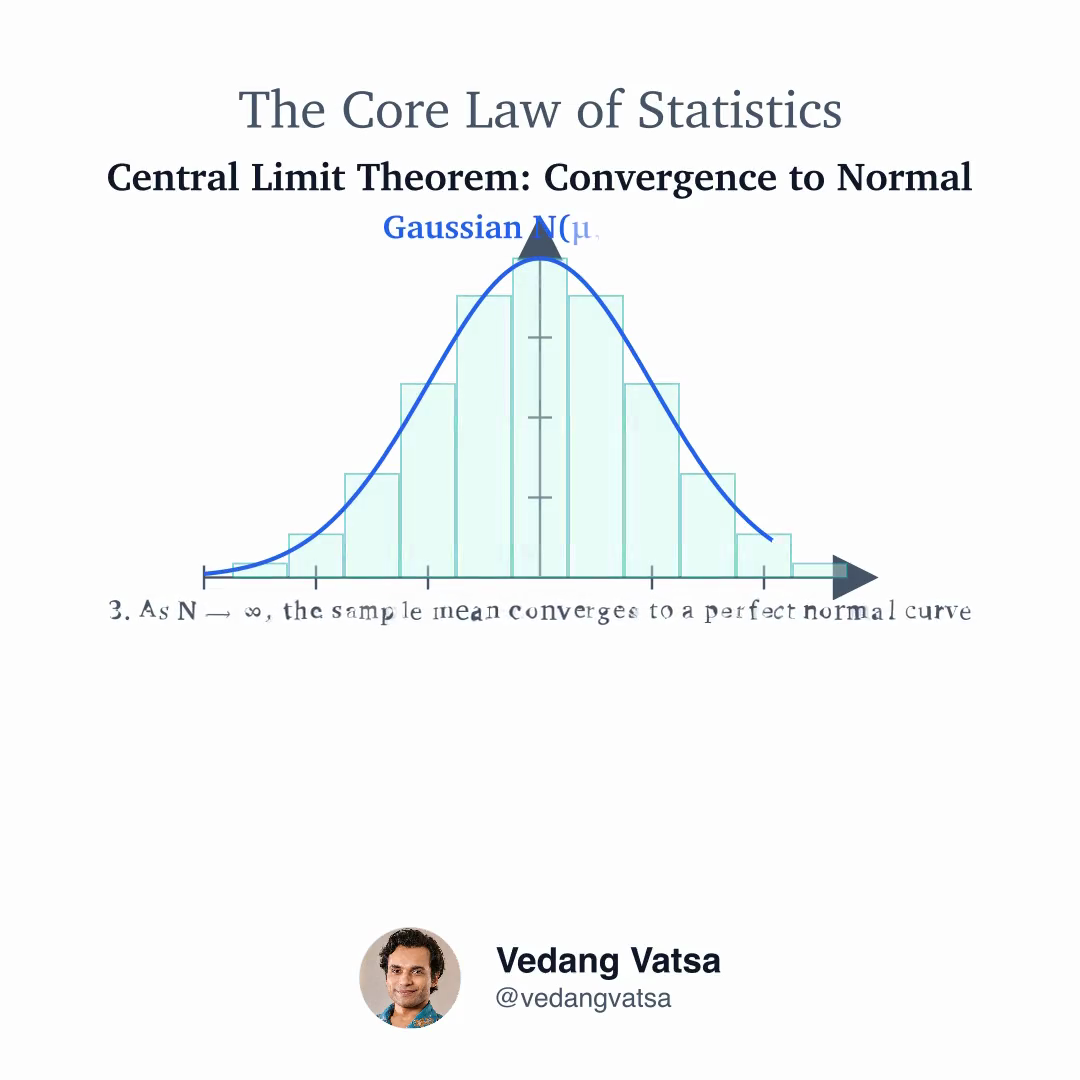 The Core Law of Statistics
Central Limit Theorem: Convergence to Normal
Gaussian N(μ,
3. As N → ∞, the sample mean converges to a perfect normal curve
Vedang Vatsa
@vedangvatsa